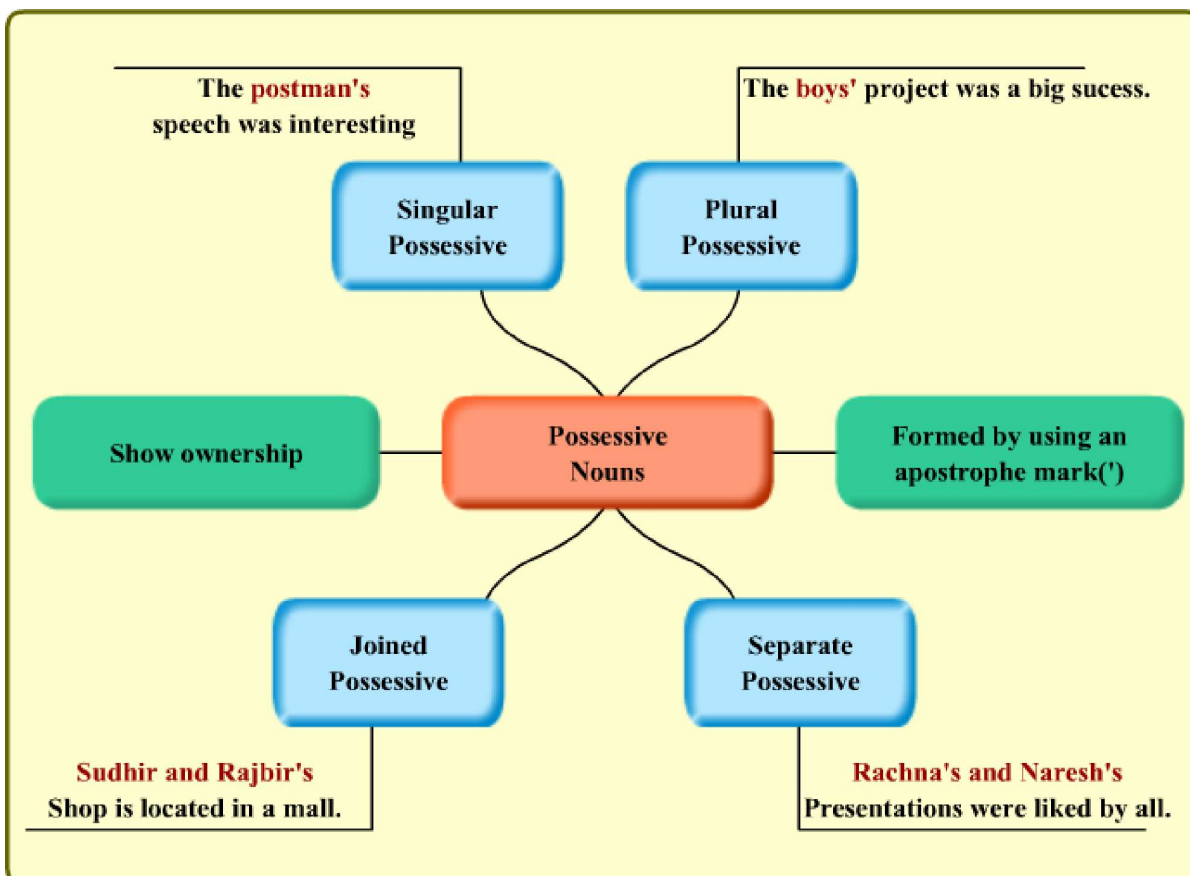 The postman's
speech was interesting
The boys' project was a big sucess.
Singular
Possessive
Plural
Possessive
Show ownership
Possessive
Nouns
Formed by using an
apostrophe mark(')
Joined
Possessive
Separate
Possessive
Sudhir and Rajbir's
Shop is located in a mall.
Rachna's and Naresh's
Presentations were liked by all.